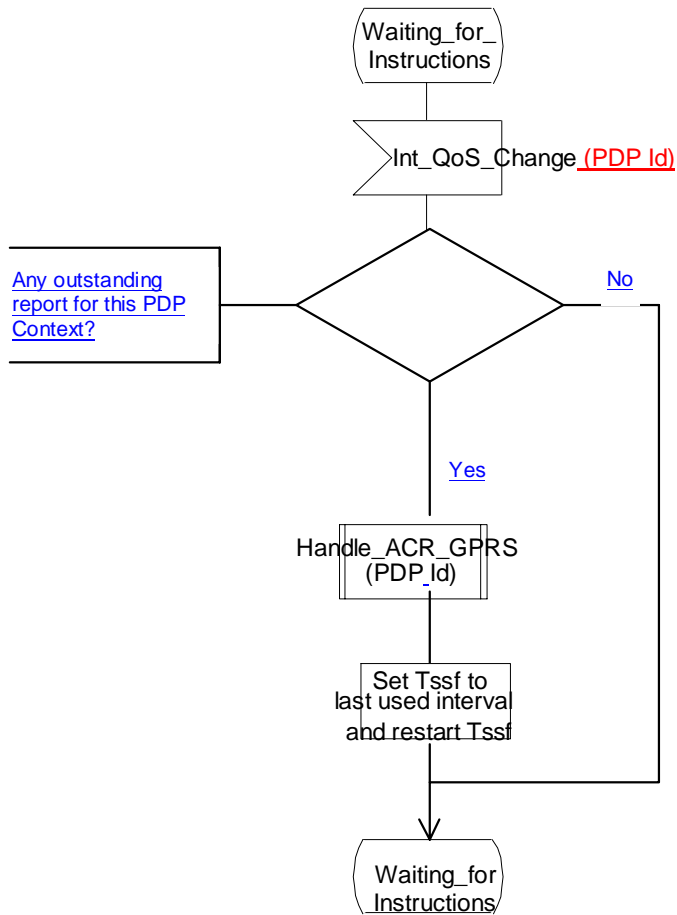 Waiting_for_
Instructions
Int_QoS_Change (PDP Id)
Any outstanding
report for this PDP
Context?
No
Yes
Handle_ACR_GPRS
(PDP Id)
Set Tssf to
last used interval
and restart Tssf
Waiting_for
Instructions